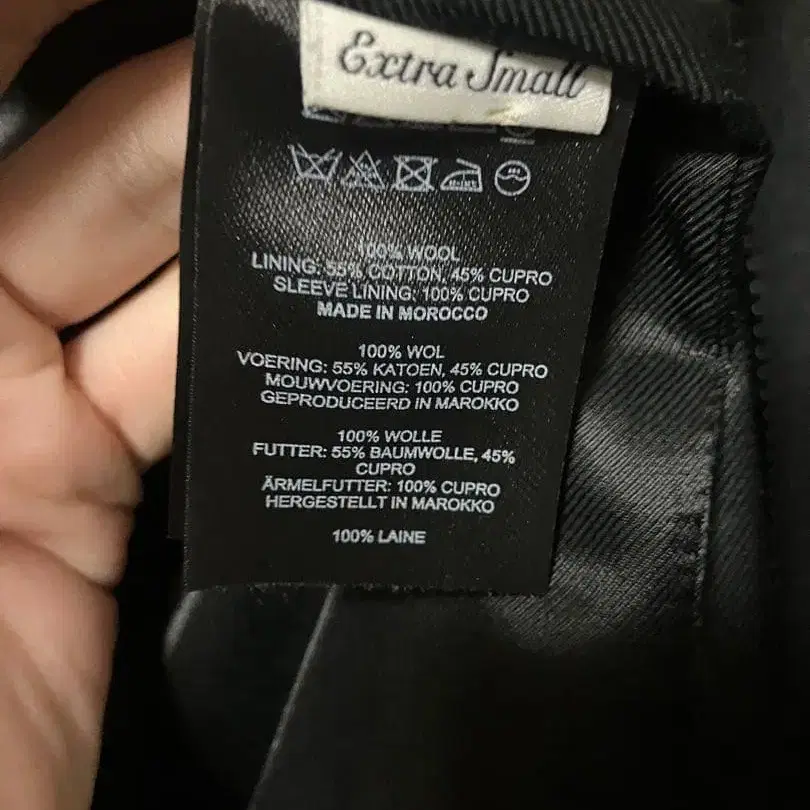 Extra Small
100% WOOL
LINING: 55% COTTON, 45% CUPRO
SLEEVE LINING: 100% CUPRO
MADE IN MOROCCO
100% WOL
VOERING: 55% KATOEN, 45% CUPRO
MOUWVOERING: 100% CUPRO
GEPRODUCEERD IN MAROKKO
100% WOLLE
FUTTER: 55% BAUMWOLLE, 45%
CUPRO
ÄRMELFUTTER: 100% CUPRO
HERGESTELLT IN MAROKKO
100% LAINE